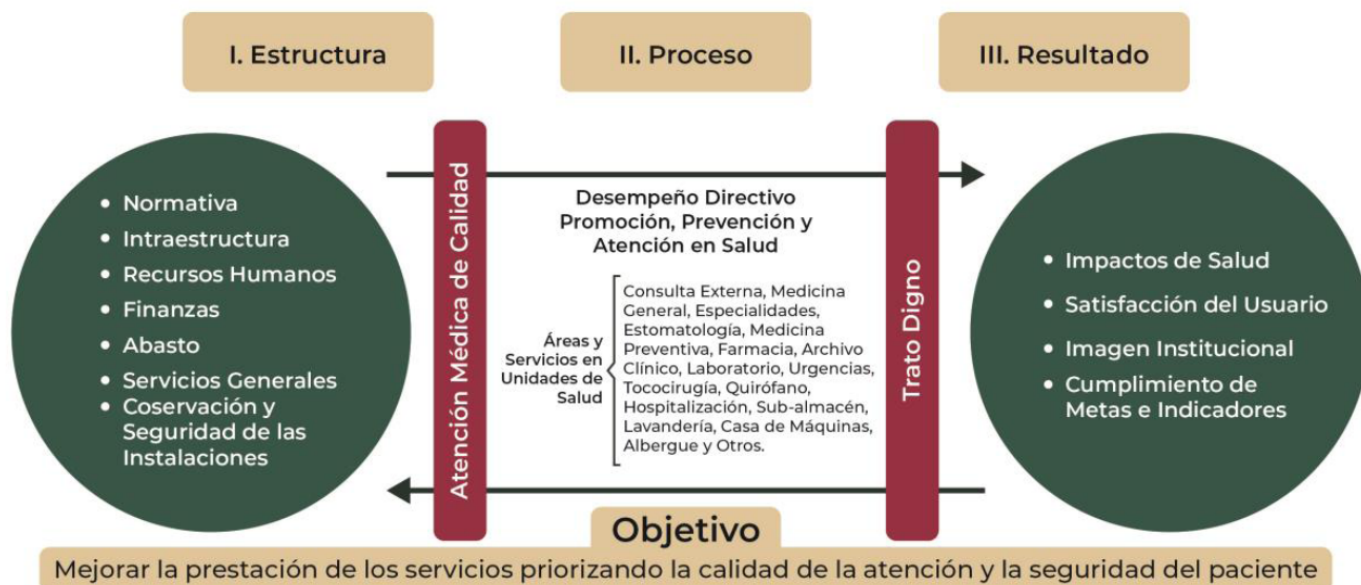 I. Estructura
II. Proceso
III. Resultado
• Normativa
• Intraestructura
• Recursos Humanos
• Finanzas
• Abasto
• Servicios Generales
• Coservación y
Seguridad de las
Instalaciones
Atención Médica de Calidad
Desempeño Directivo
Promoción, Prevención y
Atención en Salud
Áreas y
Servicios en
Unidades de
Salud
Consulta Externa, Medicina
General, Especialidades,
Estomatología, Medicina
Preventiva, Farmacia, Archivo
Clínico, Laboratorio, Urgencias,
Tococirugía, Quirófano,
Hospitalización, Sub-almacén,
Lavandería, Casa de Máquinas,
Albergue y Otros.
Trato Digno
• Impactos de Salud
• Satisfacción del Usuario
• Imagen Institucional
• Cumplimiento de
Metas e Indicadores
Objetivo
Mejorar la prestación de los servicios priorizando la calidad de la atención y la seguridad del paciente